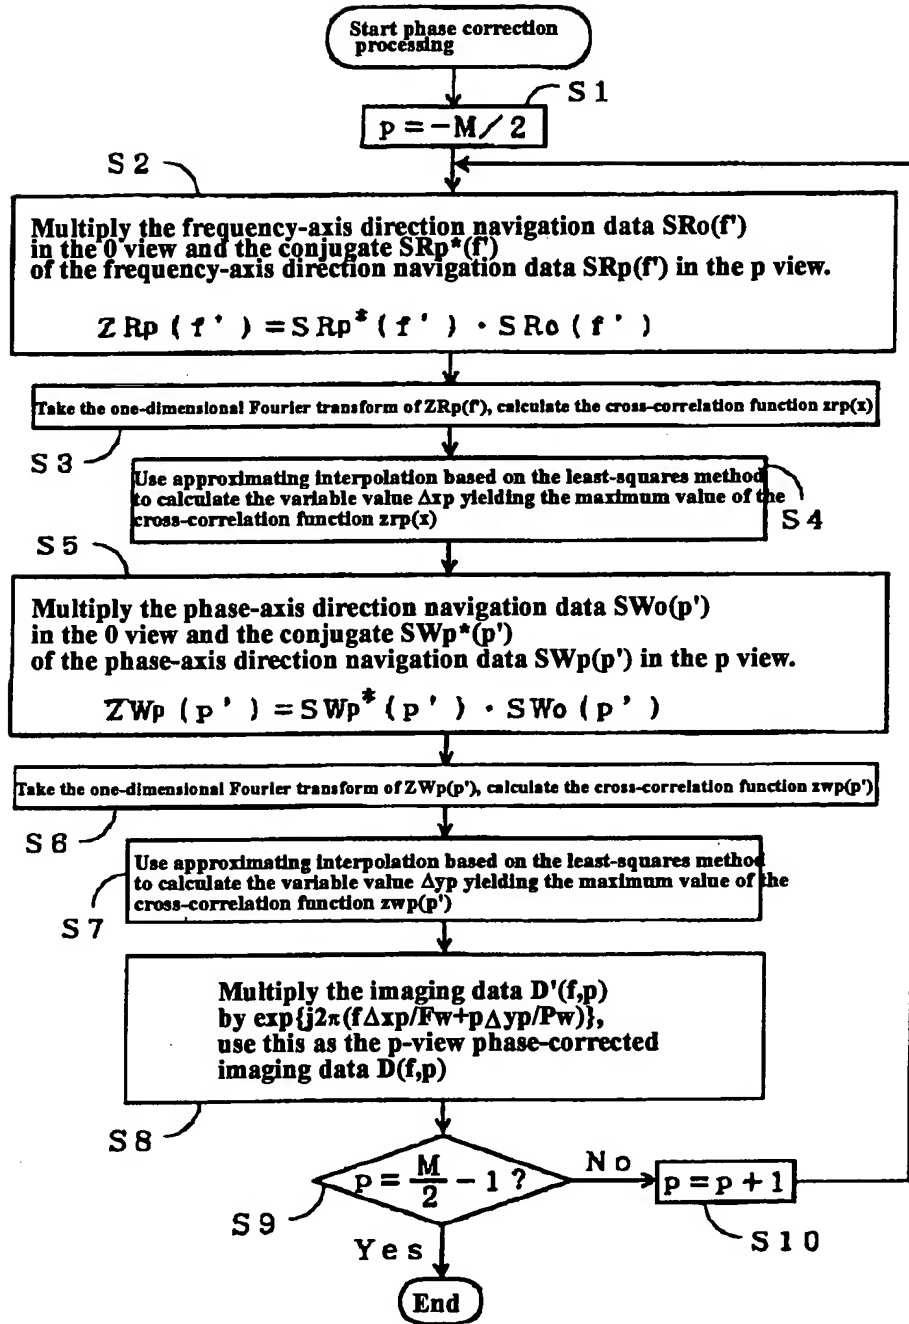 Start phase correction
processing
S1
p = -M/2
S2
Multiply the frequency-axis direction navigation data SRo(f')
in the 0 view and the conjugate SRp*(f')
of the frequency-axis direction navigation data SRp(f') in the p view.
ZRp(f') = SRp*(f') · SRo(f')
Take the one-dimensional Fourier transform of ZRp(f'), calculate the cross-correlation function zrp(x)
S3
Use approximating interpolation based on the least-squares method
to calculate the variable value Δxp yielding the maximum value of the
cross-correlation function zrp(x)
S4
S5
Multiply the phase-axis direction navigation data SWo(p')
in the 0 view and the conjugate SWp*(p')
of the phase-axis direction navigation data SWp(p') in the p view.
ZWp(p') = SWp*(p') · SWo(p')
Take the one-dimensional Fourier transform of ZWp(p'), calculate the cross-correlation function zwp(p')
S6
Use approximating interpolation based on the least-squares method
to calculate the variable value Δyp yielding the maximum value of the
cross-correlation function zwp(p')
S7
Multiply the imaging data D'(f,p)
by exp{j2π(fΔxp/Fw+pΔyp/Pw)},
use this as the p-view phase-corrected
imaging data D(f,p)
S8
p = M/2 - 1 ?
No
p = p + 1
S9
S10
Yes
End